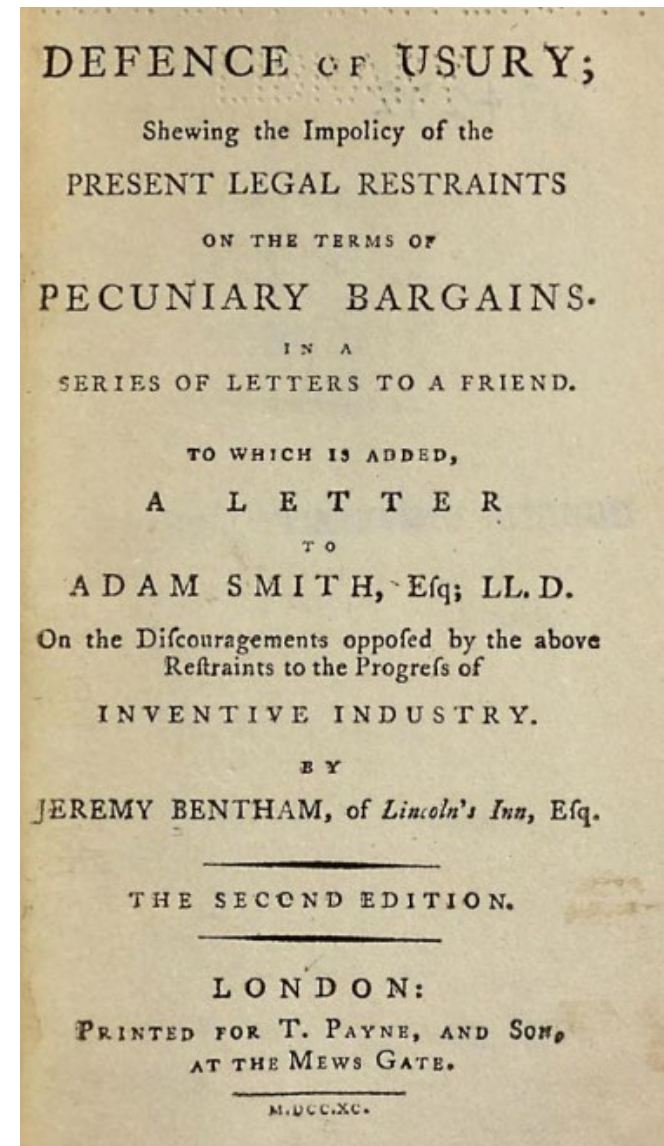 DEFENCE OF USURY;
Shewing the Impolicy of the
PRESENT LEGAL RESTRAINTS
ON THE TERMS OF
PECUNIARY BARGAINS.
IN A
SERIES OF LETTERS TO A FRIEND.
TO WHICH IS ADDED,
A LETTER
TO
ADAM SMITH, Eſq; LL. D.
On the Diſcouragements oppoſed by the above
Reſtraints to the Progreſs of
INVENTIVE INDUSTRY.
BY
JEREMY BENTHAM, of Lincoln's Inn, Eſq.
THE SECOND EDITION.
LONDON:
PRINTED FOR T. PAYNE, AND SON,
AT THE MEWS GATE.
M.DCC.XC.